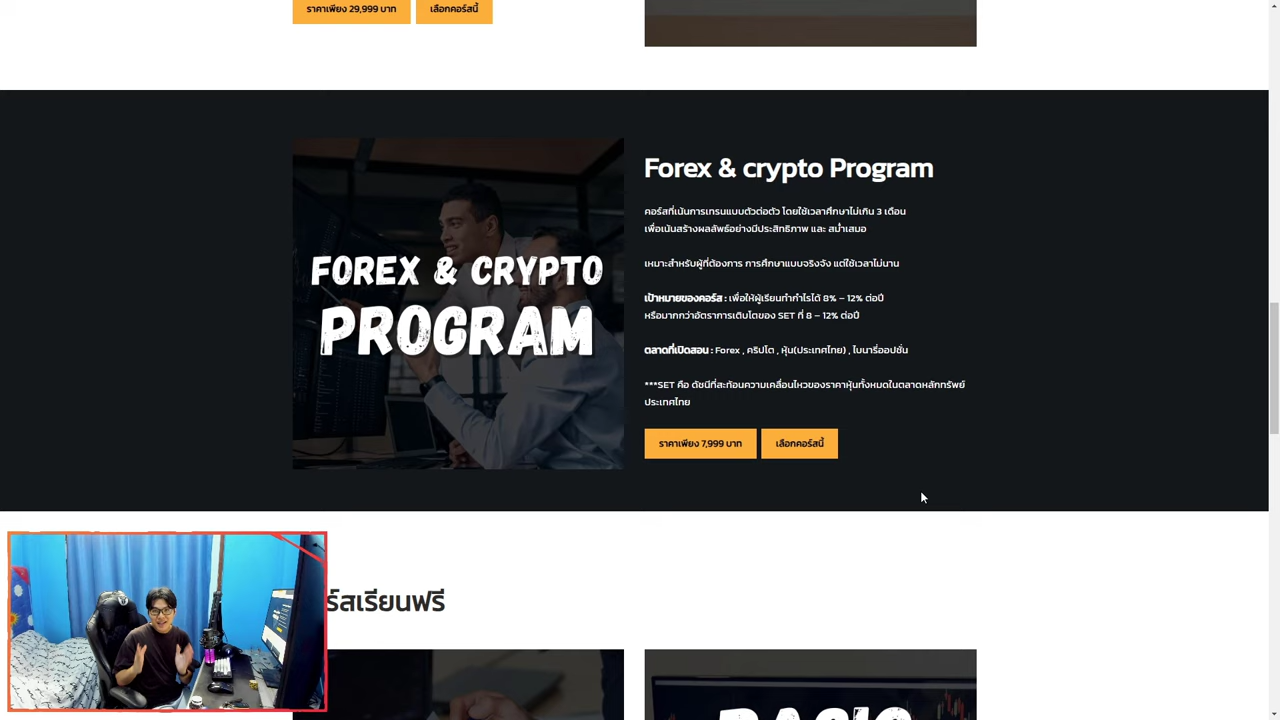 ราคาเพียง 29,999 บาท
เลือกคอร์สนี้
FOREX & CRYPTO
PROGRAM
Forex & crypto Program
คอร์สที่เน้นการเทรนแบบตัวต่อตัว โดยใช้เวลาศึกษาไม่เกิน 3 เดือน
เพื่อเน้นสร้างผลลัพธ์อย่างมีประสิทธิภาพ และ สม่ำเสมอ
เหมาะสำหรับผู้ที่ต้องการ การศึกษาแบบจริงจัง แต่ใช้เวลาไม่นาน
เป้าหมายของคอร์ส : เพื่อให้ผู้เรียนทำกำไรได้ 8% – 12% ต่อปี
หรือมากกว่าอัตราการเติบโตของ SET ที่ 8 – 12% ต่อปี
ตลาดที่เปิดสอน : Forex , คริปโต , หุ้น(ประเทศไทย) , ไบนารี่ออปชั่น
***SET คือ ดัชนีที่สะท้อนความเคลื่อนไหวของราคาหุ้นทั้งหมดในตลาดหลักทรัพย์
ประเทศไทย
ราคาเพียง 7,999 บาท
เลือกคอร์สนี้
ร์สเรียนฟรี
BASIC